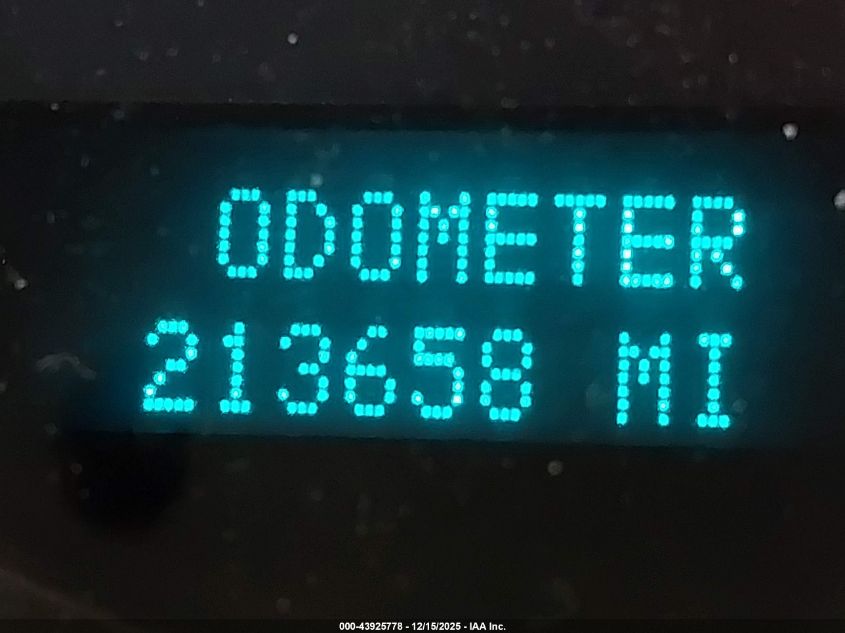 ODOMETER
213658 MI
000-43925778 - 12/15/2025 - IAA Inc.